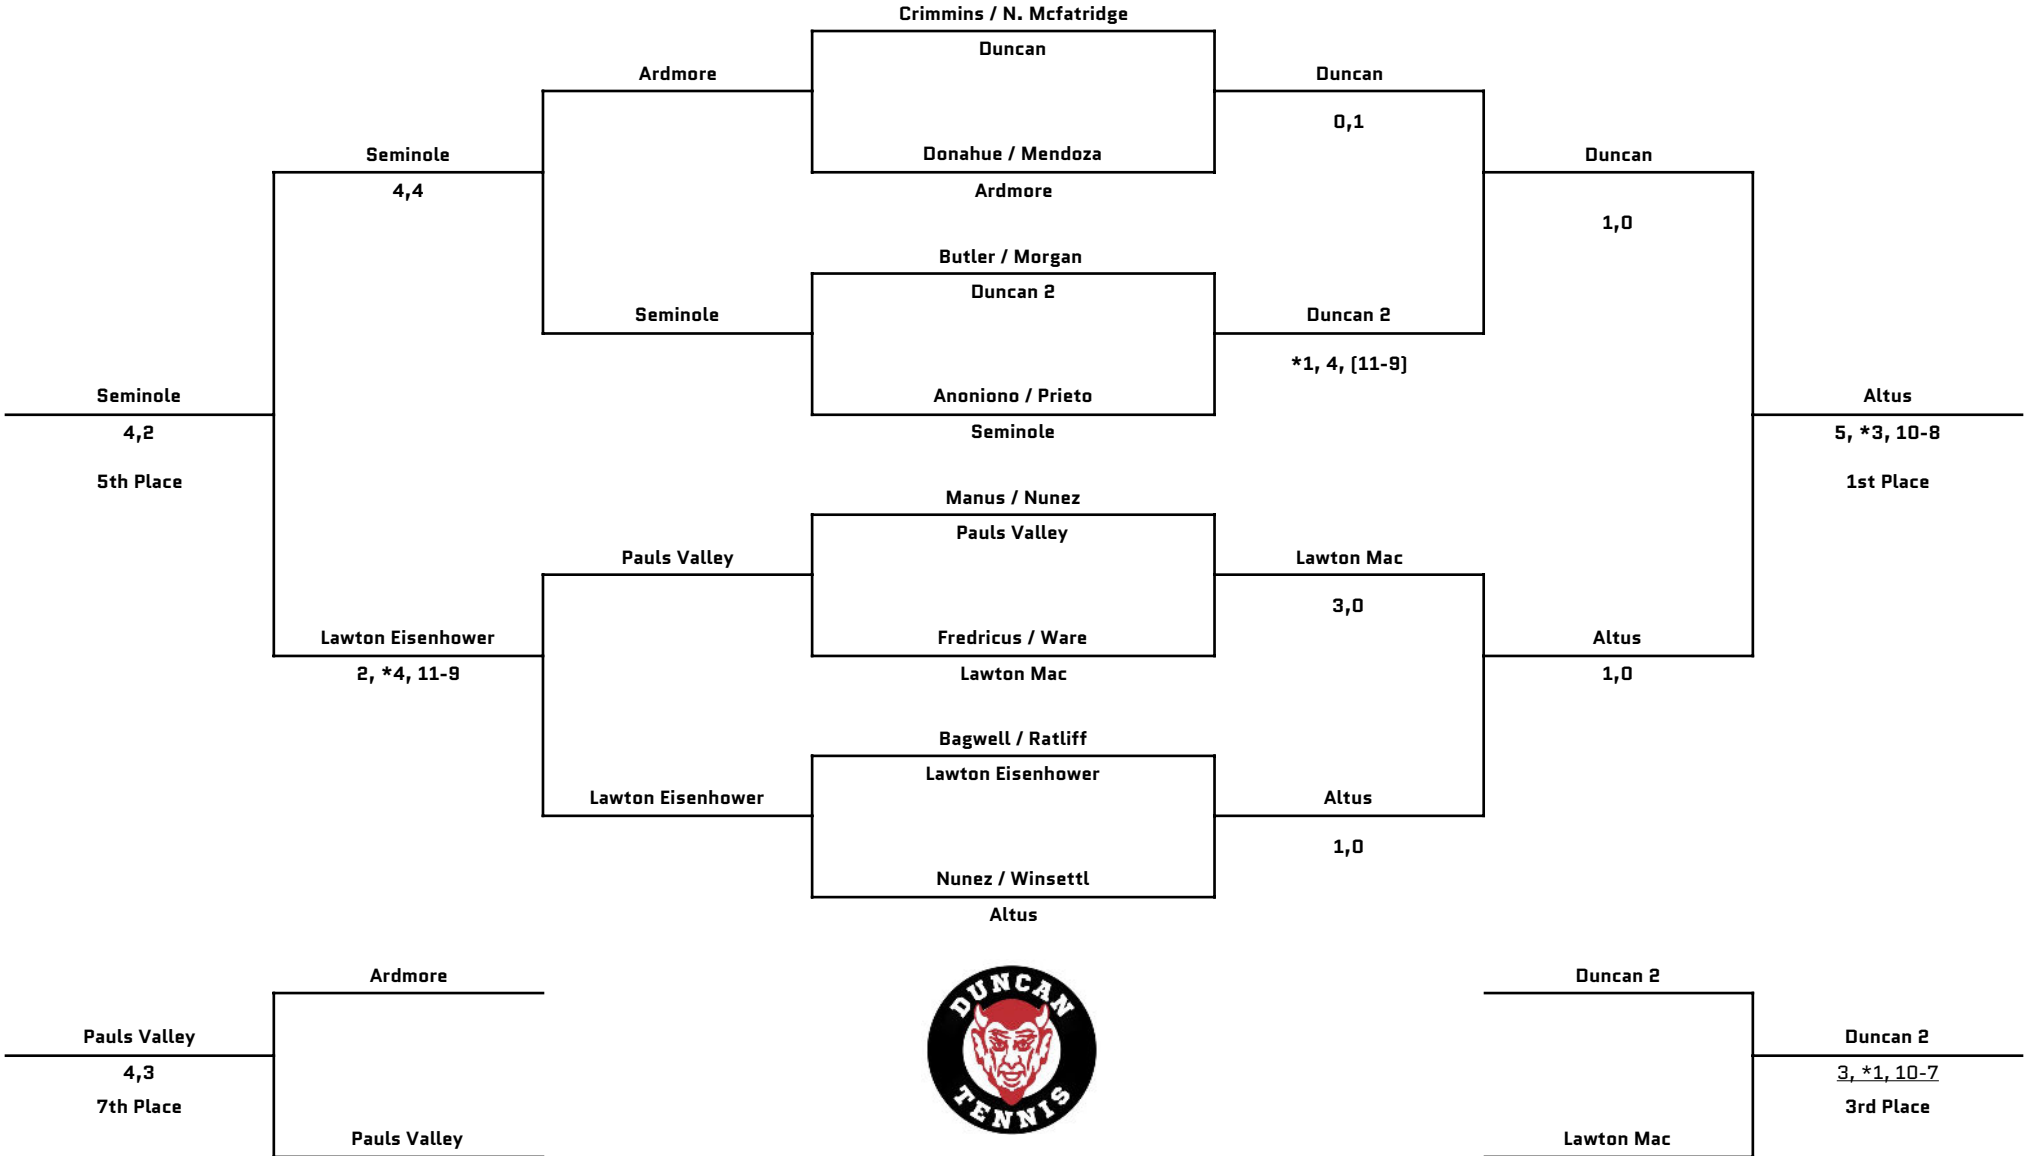 Crimmins / N. Mcfatridge
Duncan
Ardmore
Duncan
0,1
Seminole
4,4
Donahue / Mendoza
Ardmore
Duncan
1,0
Butler / Morgan
Duncan 2
Seminole
Duncan 2
*1, 4, (11-9)
Seminole
4,2
5th Place
Anoniono / Prieto
Seminole
Altus
5, *3, 10-8
1st Place
Manus / Nunez
Pauls Valley
Pauls Valley
Lawton Mac
3,0
Lawton Eisenhower
2, *4, 11-9
Fredricus / Ware
Lawton Mac
Altus
1,0
Bagwell / Ratliff
Lawton Eisenhower
Lawton Eisenhower
Altus
1,0
Nunez / Winsettl
Altus
Ardmore
Pauls Valley
4,3
7th Place
Pauls Valley
DUNCAN
TENNIS
Duncan 2
Duncan 2
3, *1, 10-7
3rd Place
Lawton Mac